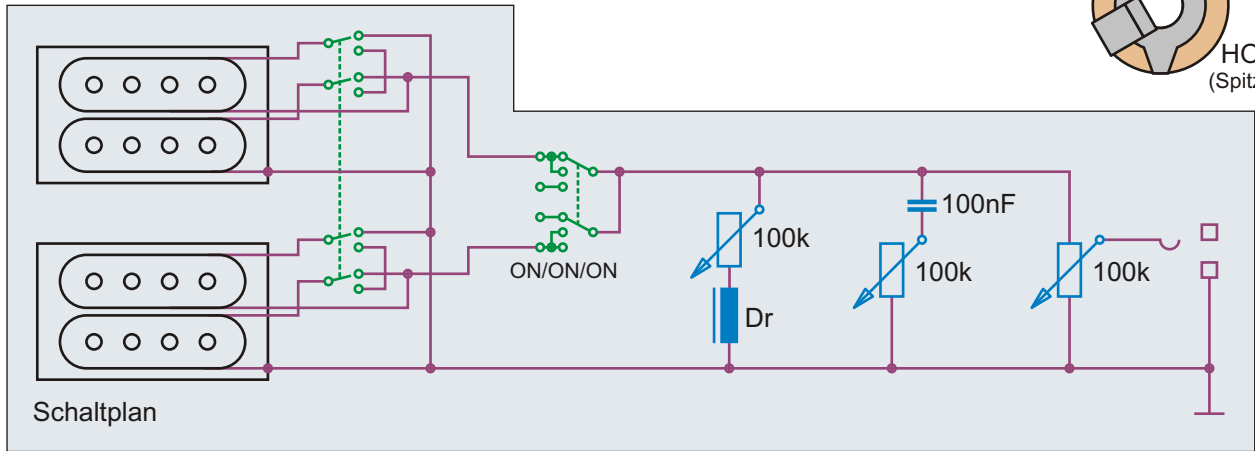 HO
(Spitz
100nF
100k
100k
100k
ON/ON/ON
Dr
Schaltplan